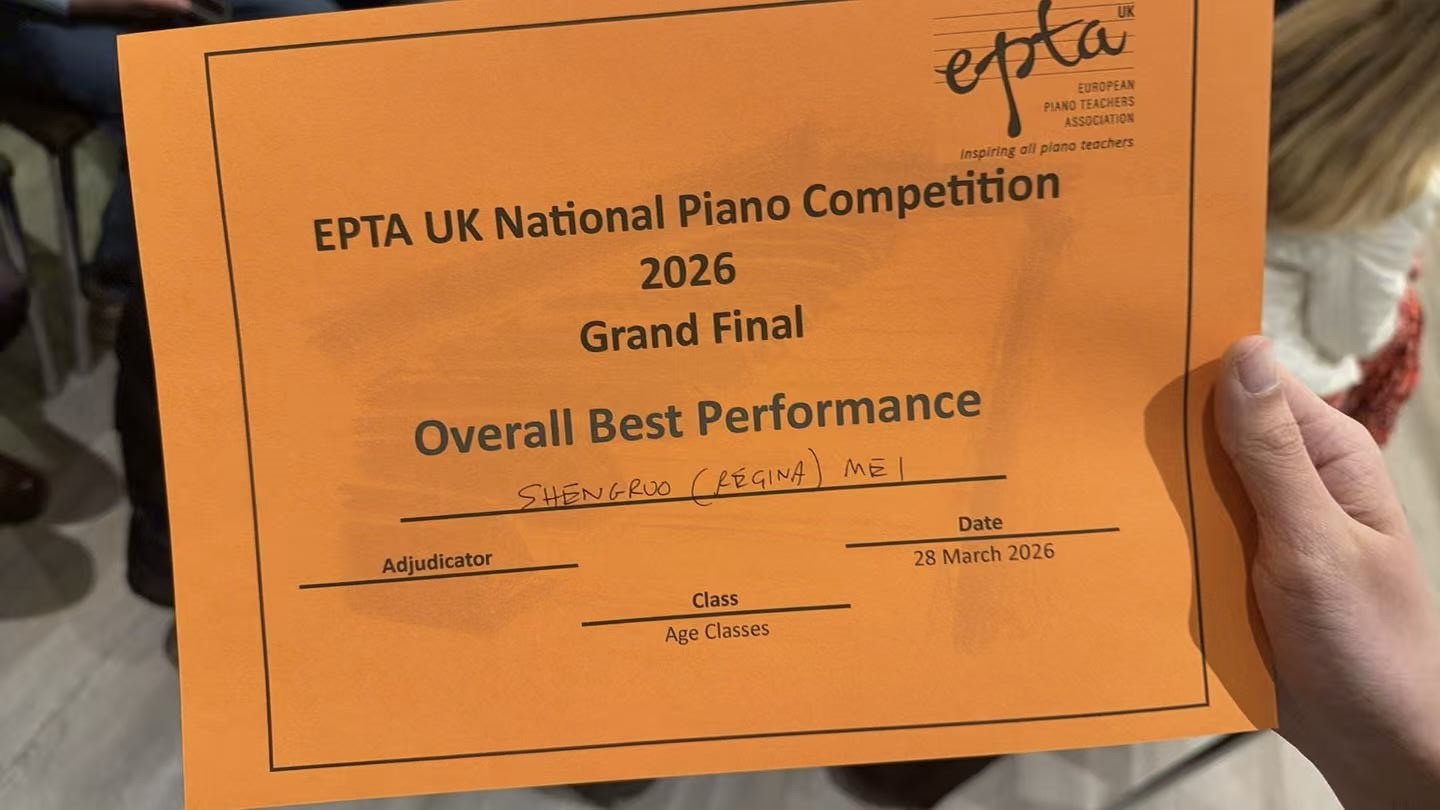 epta UK
EUROPEAN
PIANO TEACHERS
ASSOCIATION
Inspiring all piano teachers
EPTA UK National Piano Competition
2026
Grand Final
Overall Best Performance
SHENGRUO (REGINA) MEI
Adjudicator
Date
28 March 2026
Class
Age Classes